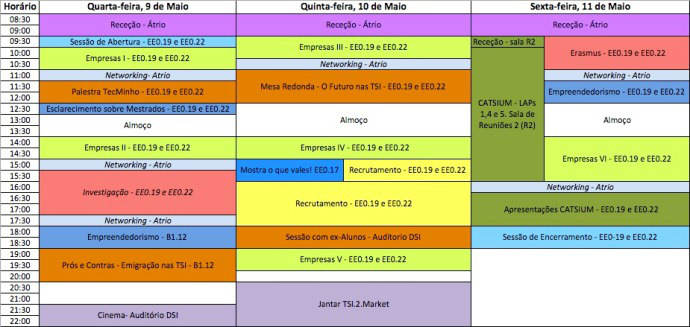 Horário
Quarta-feira, 9 de Maio
Quinta-feira, 10 de Maio
Sexta-feira, 11 de Maio
08:30
09:00
09:30
10:00
10:30
11:00
11:30
12:00
12:30
13:00
13:30
14:00
14:30
15:00
15:30
16:00
16:30
17:00
17:30
18:00
18:30
19:00
19:30
20:00
20:30
21:00
21:30
22:00
Receção - Átrio
Sessão de Abertura - EE0.19 e EE0.22
Empresas I - EE0.19 e EE0.22
Networking- Atrio
Palestra TecMinho - EE0.19 e EE0.22
Esclarecimento sobre Mestrados - EE0.19 e EE0.22
Almoço
Empresas II - EE0.19 e EE0.22
Networking - Atrio
Investigação - EE0.19 e EE0.22
Networking - Atrio
Empreendedorismo - B1.12
Prós e Contras - Emigração nas TSI - B1.12
Cinema- Auditório DSI
Receção - Átrio
Empresas III - EE0.19 e EE0.22
Networking - Atrio
Mesa Redonda - O Futuro nas TSI - EE0.19 e EE0.22
Almoço
Empresas IV - EE0.19 e EE0.22
Mostra o que vales! EE0.17
Recrutamento - EE0.19 e EE0.22
Recrutamento - EE0.19 e EE0.22
Sessão com ex-Alunos - Auditorio DSI
Empresas V - EE0.19 e EE0.22
Jantar TSI.2.Market
Receção - Átrio
Receção - sala R2
CATSIUM - LAPs
1,4 e 5. Sala de
Reuniões 2 (R2)
Erasmus - EE0.19 e EE0.22
Networking - Atrio
Empreendedorismo - EE0.19 e EE0.22
Almoço
Empresas VI - EE0.19 e EE0.22
Networking - Atrio
Apresentações CATSIUM - EE0.19 e EE0.22
Sessão de Encerramento - EE0-19 e EE0.22